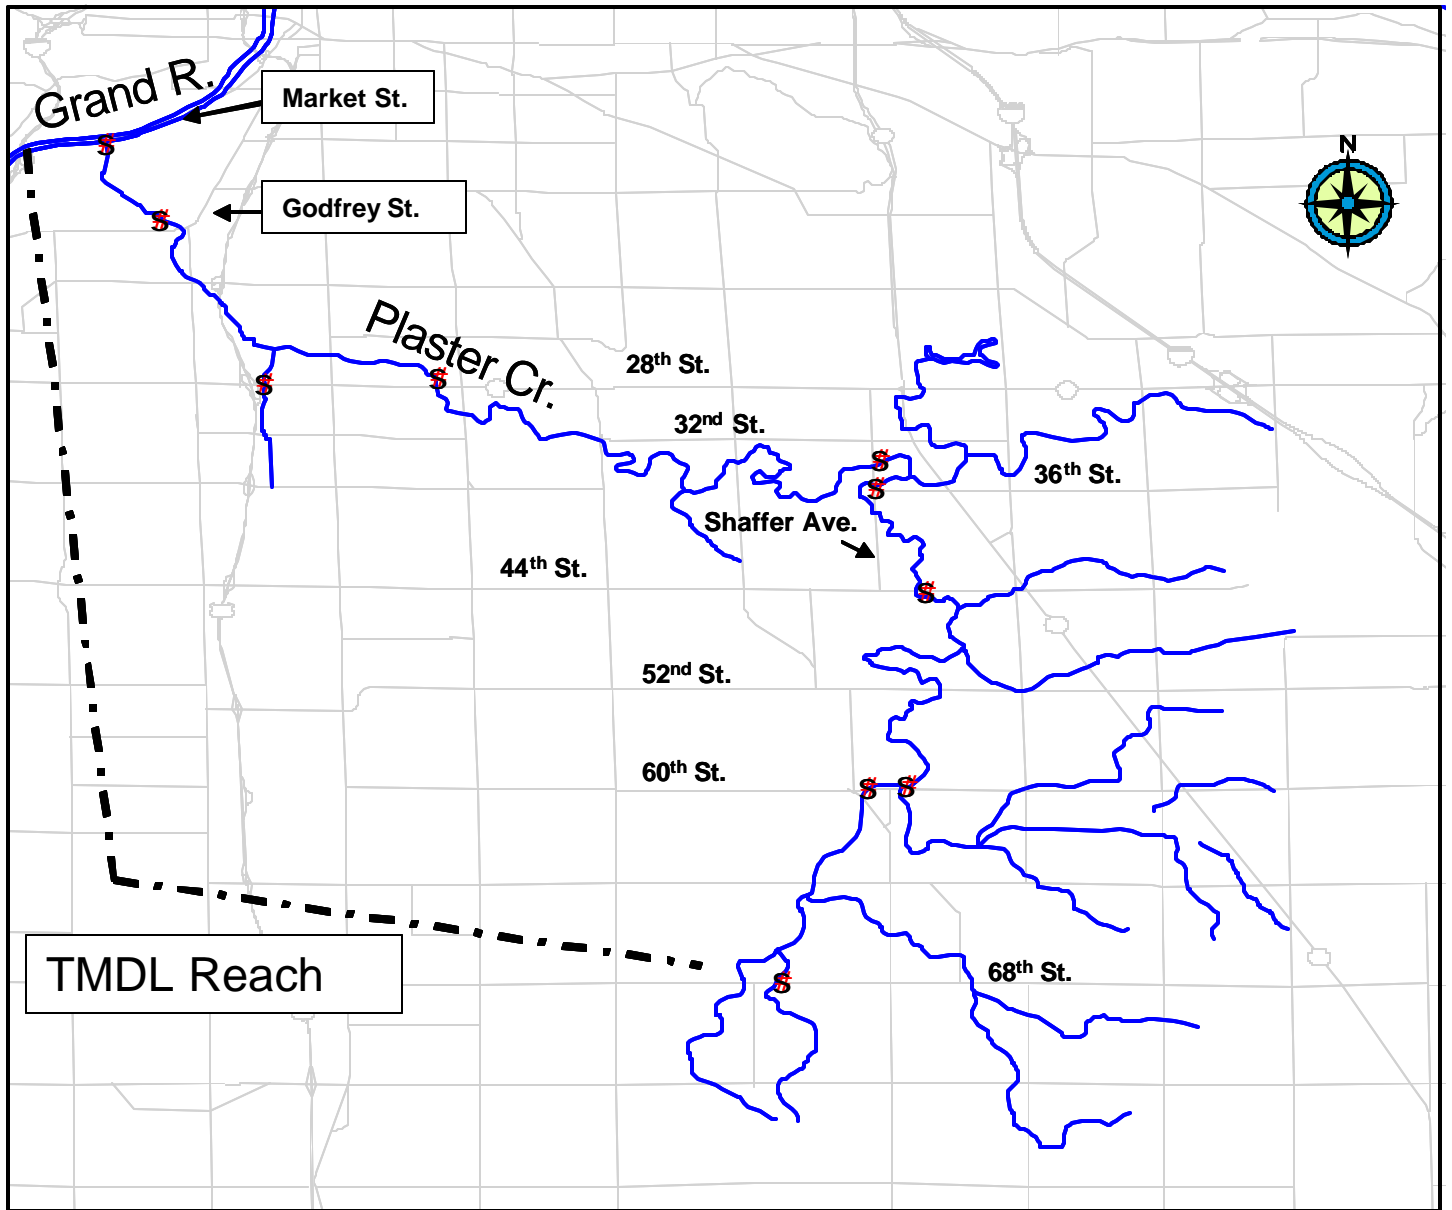 Grand R.
Market St.
N
Godfrey St.
Plaster Cr.
28th St.
32nd St.
36th St.
Shaffer Ave.
44th St.
52nd St.
60th St.
TMDL Reach
68th St.
S
S
S
S
S
S
S
S
S
S